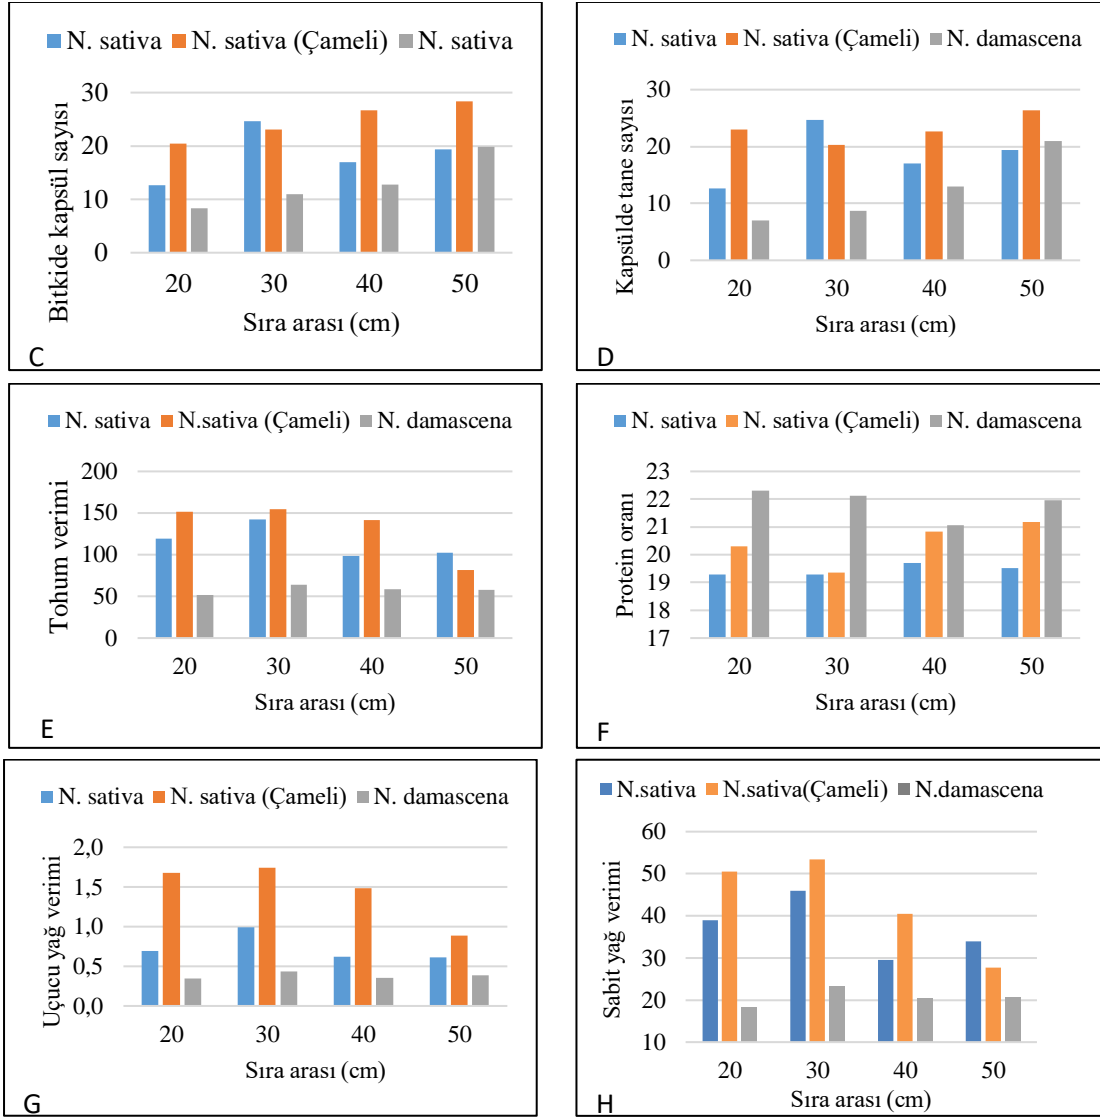 N. sativa N. sativa (Çameli) N. sativa
Bitkide kapsül sayısı
30
20
10
0
20 30 40 50
Sıra arası (cm)
C
N. sativa N. sativa (Çameli) N. damascena
Kapsülde tane sayısı
30
20
10
0
20 30 40 50
Sıra arası (cm)
D
N. sativa N.sativa (Çameli) N. damascena
Tohum verimi
200
150
100
50
0
20 30 40 50
Sıra arası (cm)
E
N. sativa N. sativa (Çameli) N. damascena
Protein oranı
23
22
21
20
19
18
17
20 30 40 50
Sıra arası (cm)
F
N. sativa N. sativa (Çameli) N. damascena
Uçucu yağ verimi
2,0
1,5
1,0
0,5
0,0
20 30 40 50
Sıra arası (cm)
G
N.sativa N.sativa(Çameli) N.damascena
Sabit yağ verimi
60
50
40
30
20
10
20 30 40 50
Sıra arası (cm)
H